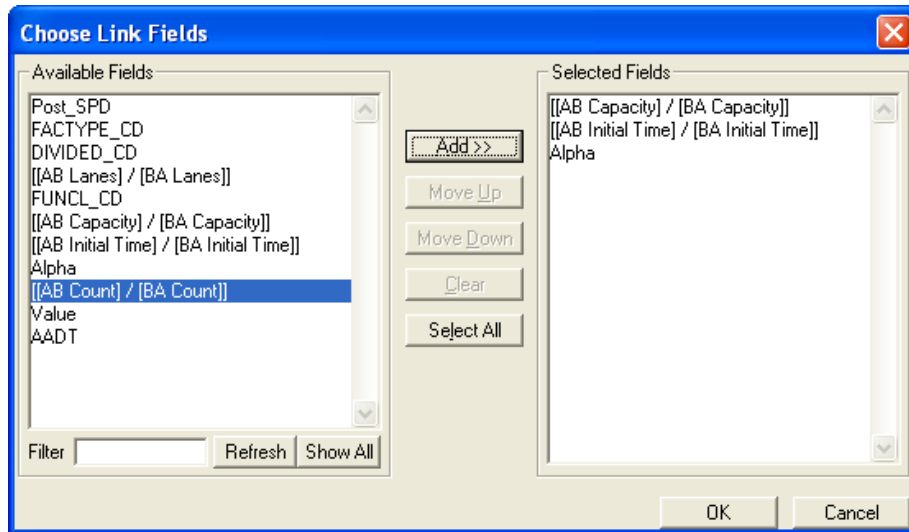 Choose Link Fields
Available Fields
Post_SPD
FACTYPE_CD
DIVIDED_CD
[[AB Lanes] / [BA Lanes]]
FUNCL_CD
[[AB Capacity] / [BA Capacity]]
[[AB Initial Time] / [BA Initial Time]]
Alpha
[[AB Count] / [BA Count]]
Value
AADT
Filter
Refresh
Show All
Add >>
Move Up
Move Down
Clear
Select All
Selected Fields
[[AB Capacity] / [BA Capacity]]
[[AB Initial Time] / [BA Initial Time]]
Alpha
OK
Cancel